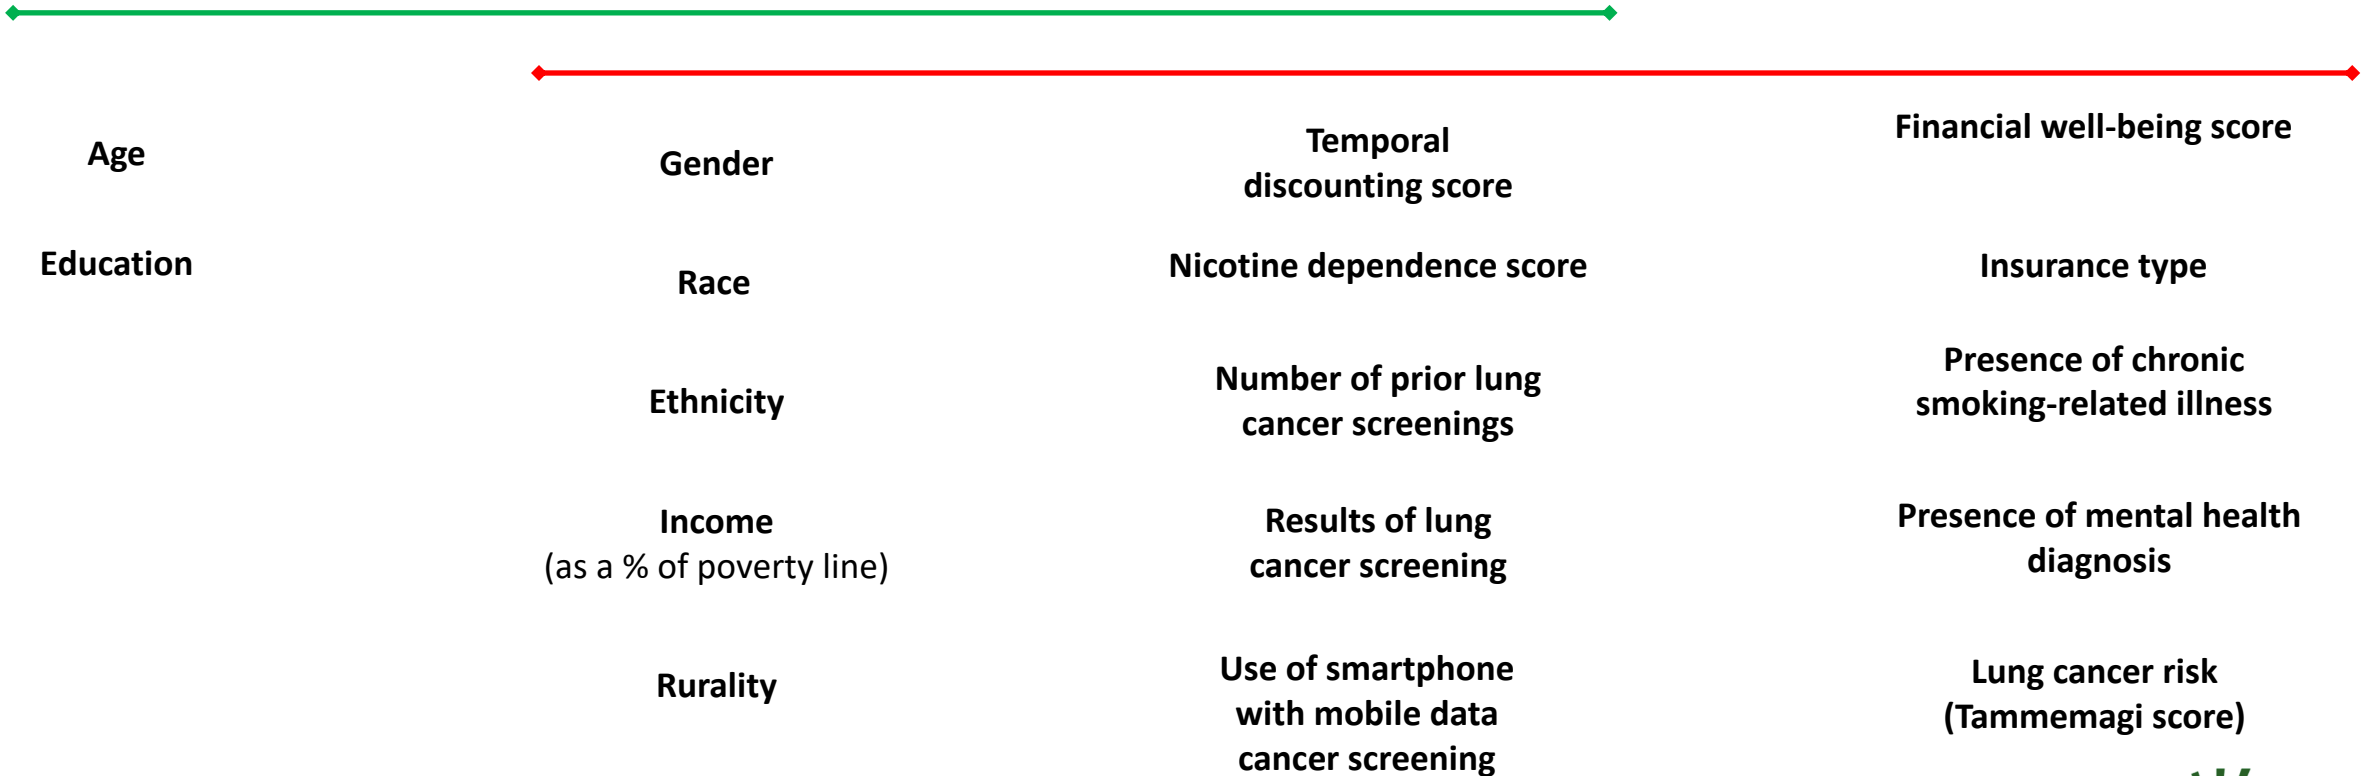 Age
Education
Gender
Race
Ethnicity
Income
(as a % of poverty line)
Rurality
Temporal
discounting score
Nicotine dependence score
Number of prior lung
cancer screenings
Results of lung
cancer screening
Use of smartphone
with mobile data
cancer screening
Financial well-being score
Insurance type
Presence of chronic
smoking-related illness
Presence of mental health
diagnosis
Lung cancer risk
(Tammemagi score)